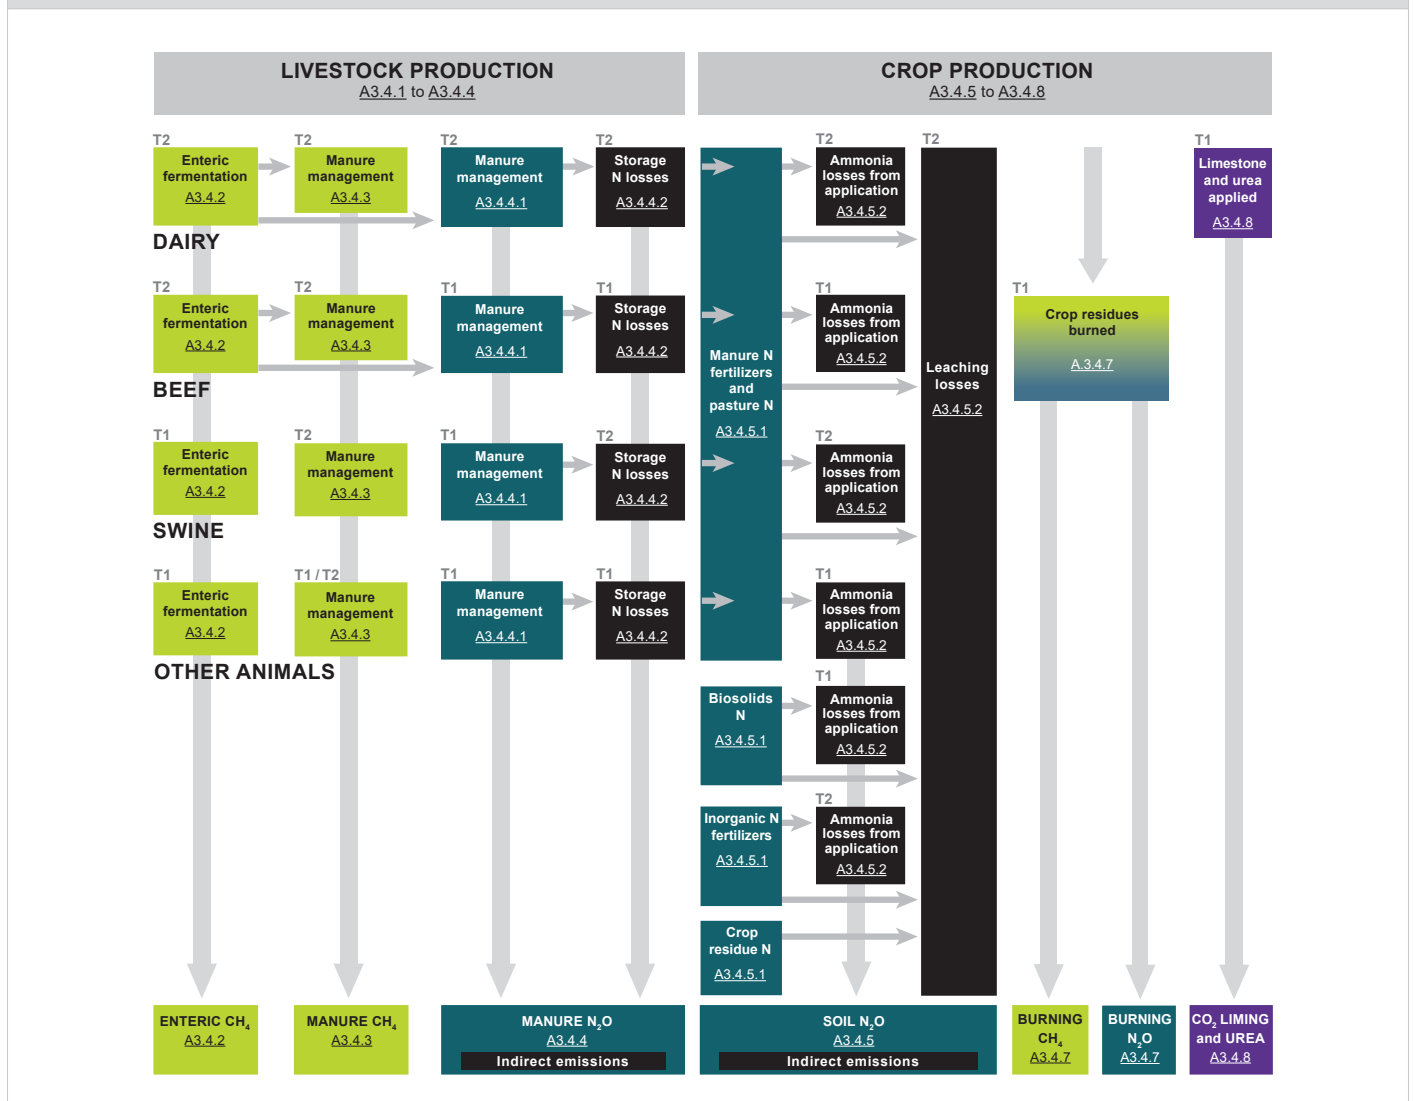 LIVESTOCK PRODUCTION
A3.4.1 to A3.4.4
CROP PRODUCTION
A3.4.5 to A3.4.8
T2
Enteric
fermentation
A3.4.2
T2
Manure
management
A3.4.3
T2
Manure
management
A3.4.4.1
T2
Storage
N losses
A3.4.4.2
DAIRY
T2
Enteric
fermentation
A3.4.2
T2
Manure
management
A3.4.3
T1
Manure
management
A3.4.4.1
T1
Storage
N losses
A3.4.4.2
BEEF
T1
Enteric
fermentation
A3.4.2
T2
Manure
management
A3.4.3
T1
Manure
management
A3.4.4.1
T2
Storage
N losses
A3.4.4.2
SWINE
T1
Enteric
fermentation
A3.4.2
T1 / T2
Manure
management
A3.4.3
T1
Manure
management
A3.4.4.1
T1
Storage
N losses
A3.4.4.2
OTHER ANIMALS
Manure N
fertilizers
and
pasture N
A3.4.5.1
T2
Ammonia
losses from
application
A3.4.5.2
T1
Ammonia
losses from
application
A3.4.5.2
T2
Ammonia
losses from
application
A3.4.5.2
T1
Ammonia
losses from
application
A3.4.5.2
Biosolids
N
A3.4.5.1
T1
Ammonia
losses from
application
A3.4.5.2
Inorganic N
fertilizers
A3.4.5.1
T2
Ammonia
losses from
application
A3.4.5.2
Crop
residue N
A3.4.5.1
T2
Leaching
losses
A3.4.5.2
T1
Crop residues
burned
A.3.4.7
T1
Limestone
and urea
applied
A3.4.8
ENTERIC CH₄
A3.4.2
MANURE CH₄
A3.4.3
MANURE N₂O
A3.4.4
Indirect emissions
SOIL N₂O
A3.4.5
Indirect emissions
BURNING
CH₄
A3.4.7
BURNING
N₂O
A3.4.7
CO₂ LIMING
and UREA
A3.4.8